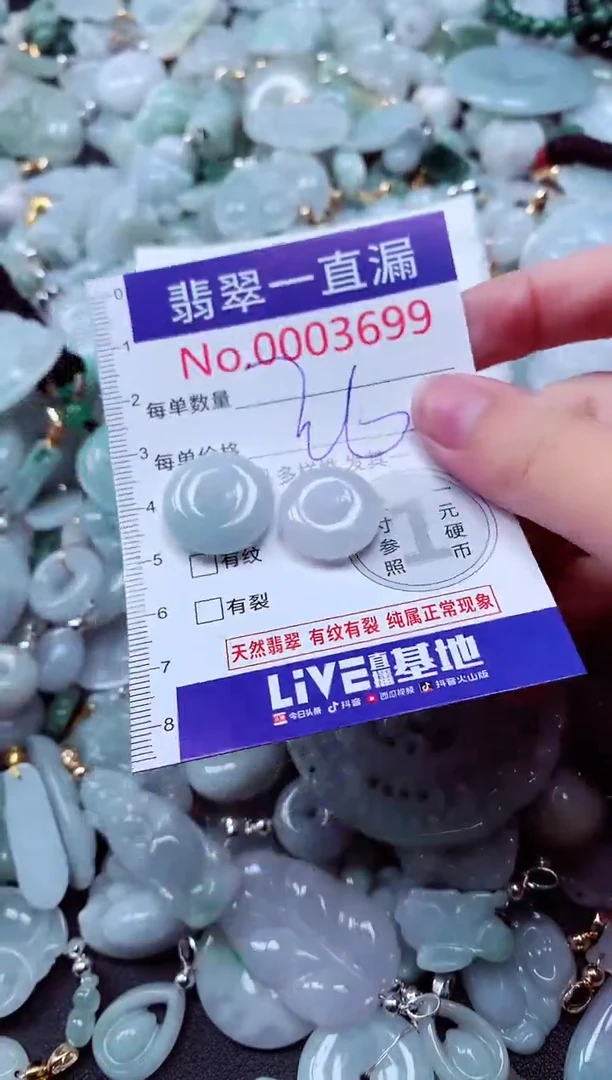 翡翠一直漏
No.0003699
0
1
2
3
4
5
6
7
8
每单数量
每单价格
有纹
有裂
一元硬币
1
寸参照
天然翡翠 有纹有裂 纯属正常现象
LiVE直播基地
今日头条 抖音 西瓜视频 抖音火山版